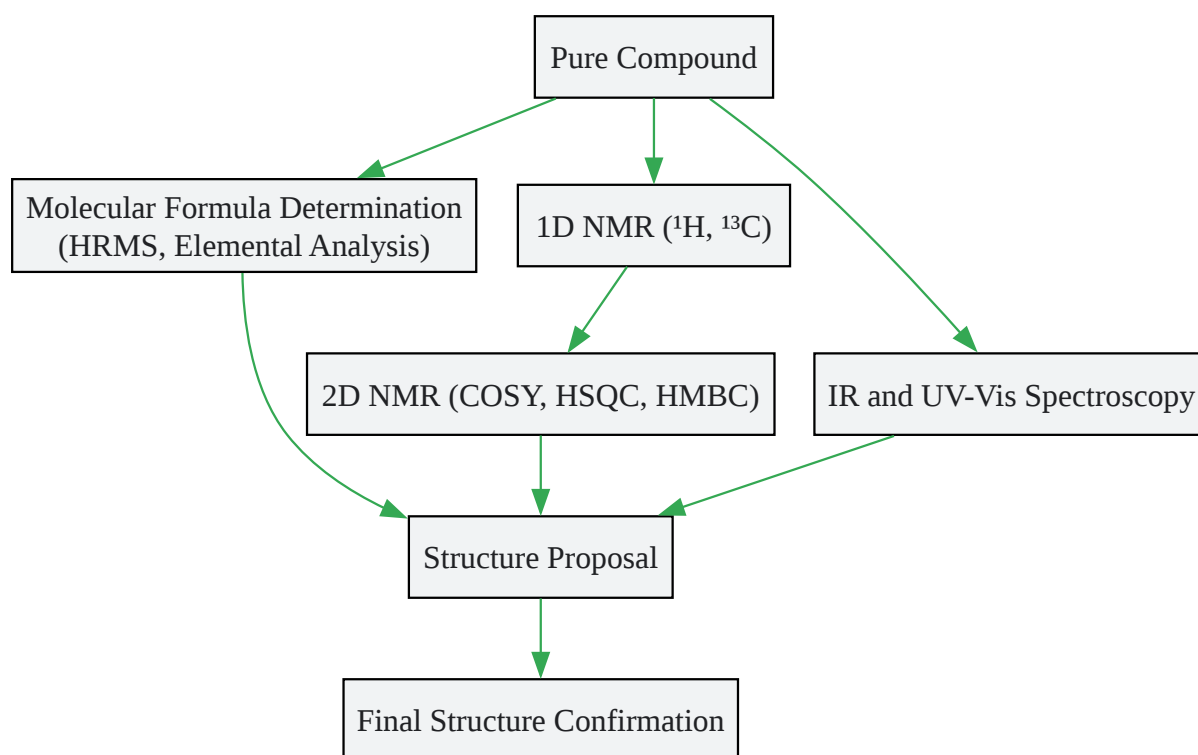 Pure Compound
Molecular Formula Determination
(HRMS, Elemental Analysis)
1D NMR (¹H, ¹³C)
2D NMR (COSY, HSQC, HMBC)
IR and UV-Vis Spectroscopy
Structure Proposal
Final Structure Confirmation